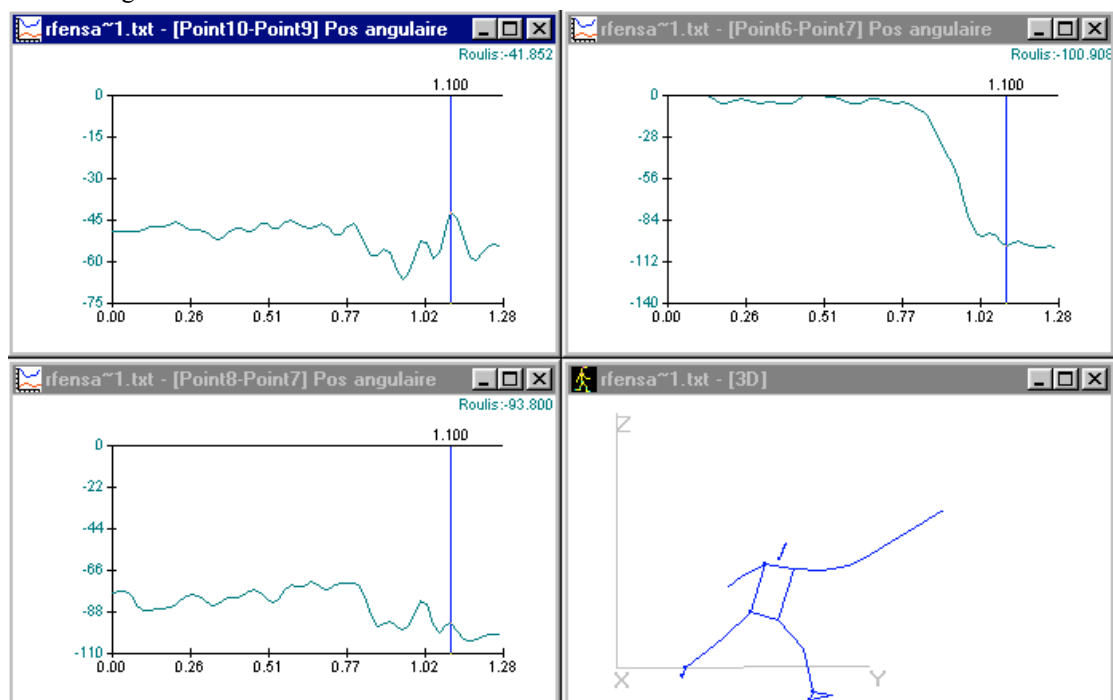 rfensa~1.txt - [Point10-Point9] Pos angulaire
Roulis:-41.852
1.100
0
-15
-30
-45
-60
-75
0.00 0.26 0.51 0.77 1.02 1.28
rfensa~1.txt - [Point6-Point7] Pos angulaire
Roulis:-100.908
1.100
0
-28
-56
-84
-112
-140
0.00 0.26 0.51 0.77 1.02 1.28
rfensa~1.txt - [Point8-Point7] Pos angulaire
Roulis:-93.800
1.100
0
-22
-44
-66
-88
-110
0.00 0.26 0.51 0.77 1.02 1.28
rfensa~1.txt - [3D]
Z
X Y